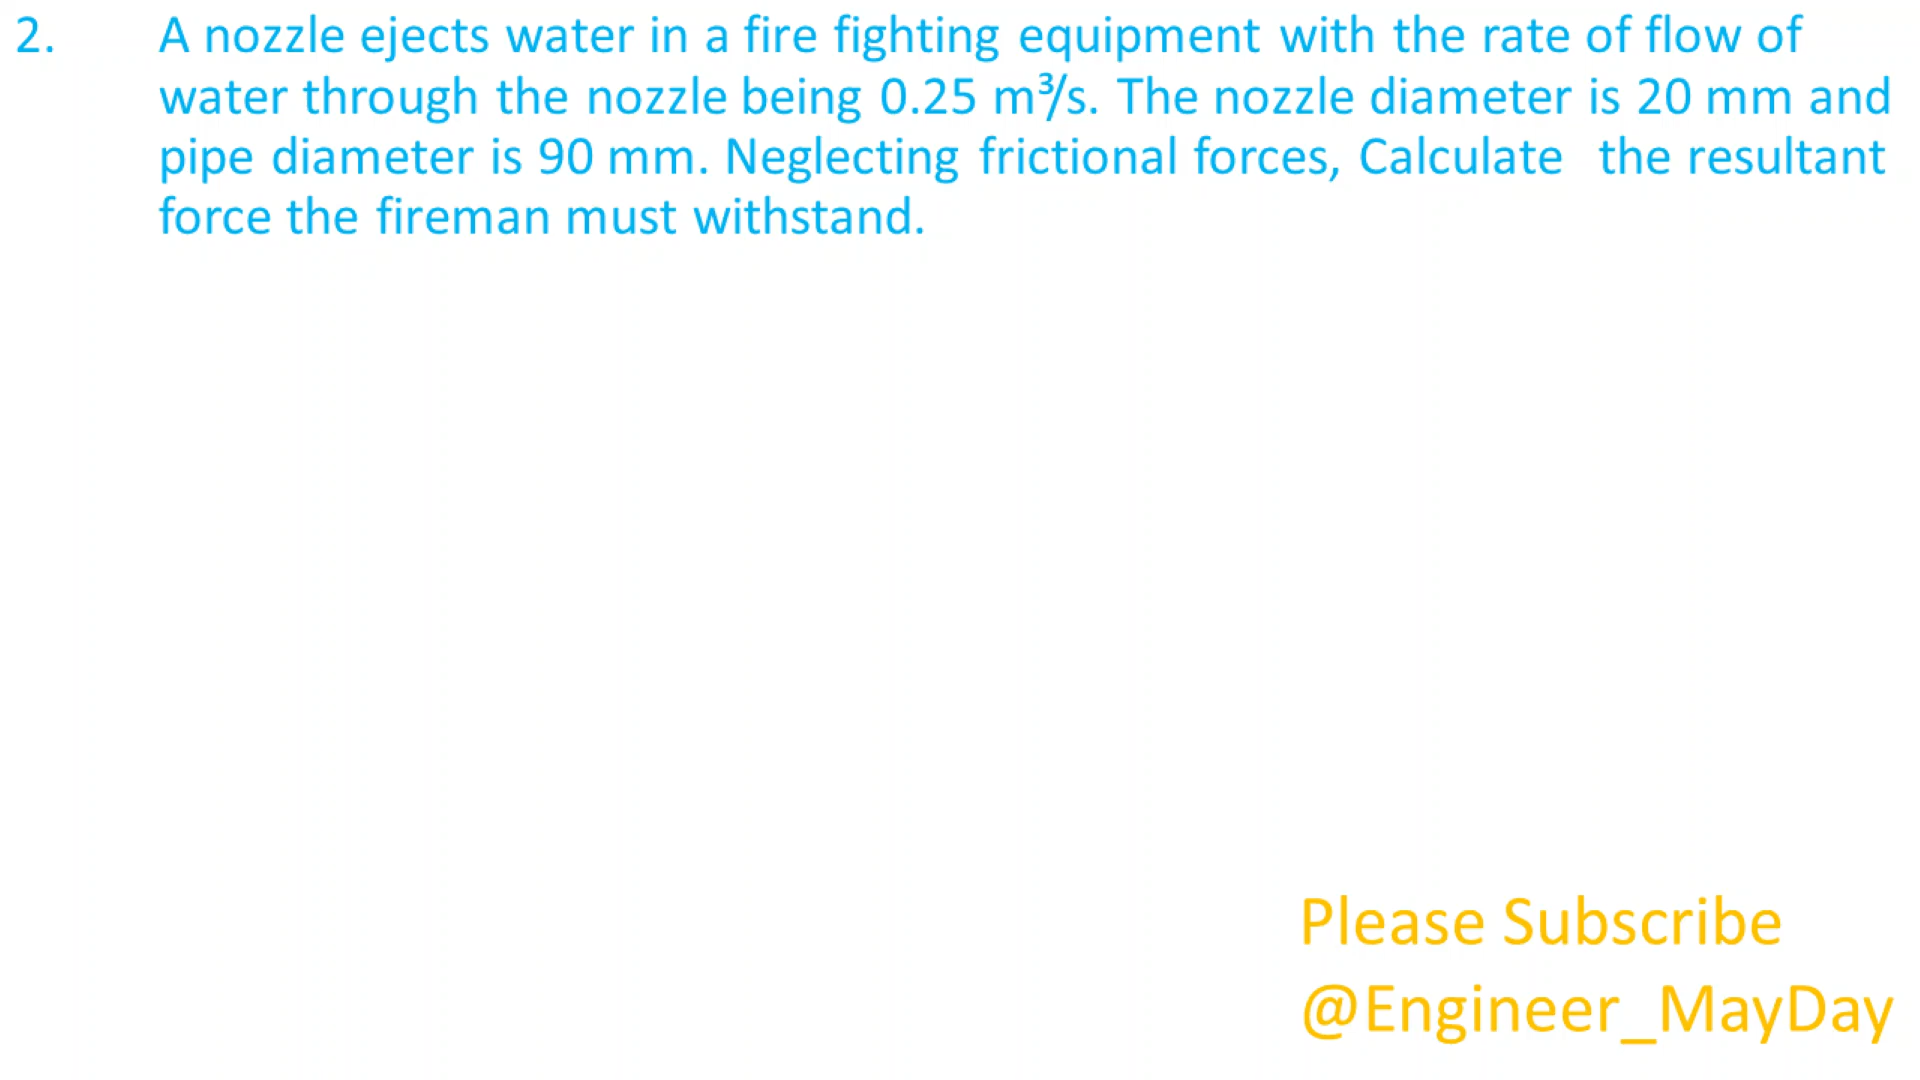 2. A nozzle ejects water in a fire fighting equipment with the rate of flow of
water through the nozzle being 0.25 m³/s. The nozzle diameter is 20 mm and
pipe diameter is 90 mm. Neglecting frictional forces, Calculate the resultant
force the fireman must withstand.
Please Subscribe
@Engineer_MayDay